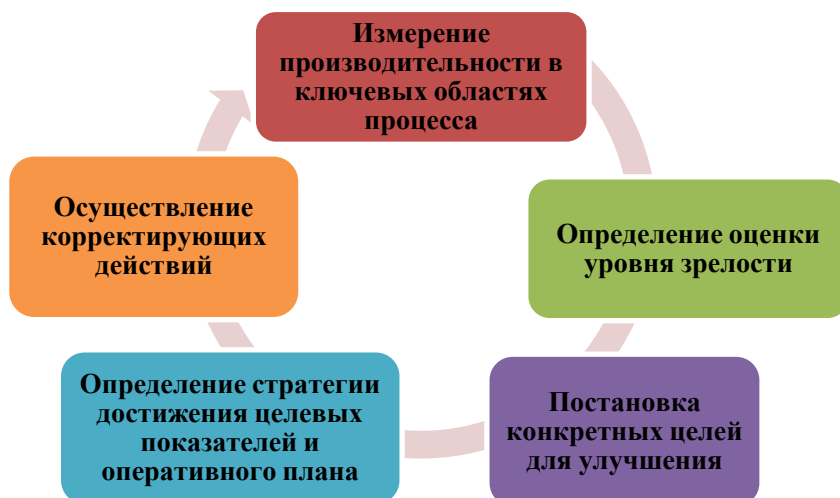 Измерение
производительности в
ключевых областях
процесса
Определение оценки
уровня зрелости
Постановка
конкретных целей
для улучшения
Определение стратегии
достижения целевых
показателей и
оперативного плана
Осуществление
корректирующих
действий